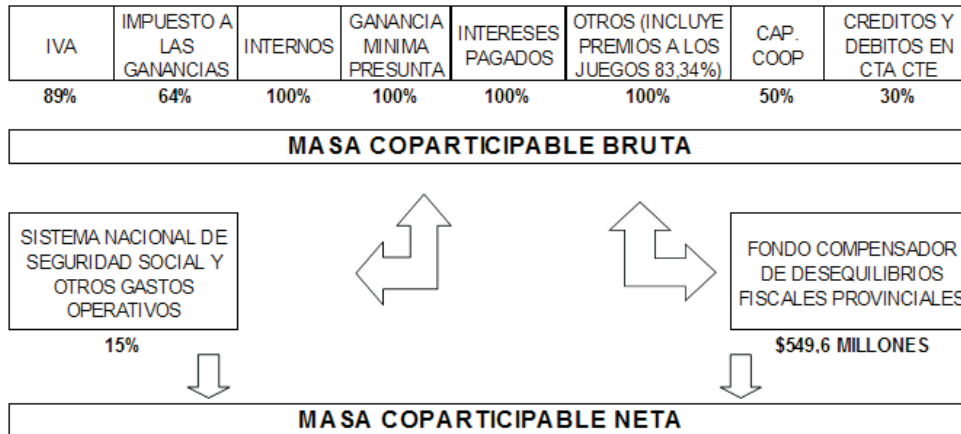 IVA
IMPUESTO A
LAS
GANANCIAS
INTERNOS
GANANCIA
MINIMA
PRESUNTA
INTERESES
PAGADOS
OTROS (INCLUYE
PREMIOS A LOS
JUEGOS 83,34%)
CAP.
COOP
CREDITOS Y
DEBITOS EN
CTA CTE
89%
64%
100%
100%
100%
100%
50%
30%
MASA COPARTICIPABLE BRUTA
SISTEMA NACIONAL DE
SEGURIDAD SOCIAL Y
OTROS GASTOS
OPERATIVOS
15%
FONDO COMPENSADOR
DE DESEQUILIBRIOS
FISCALES PROVINCIALES
$549,6 MILLONES
MASA COPARTICIPABLE NETA